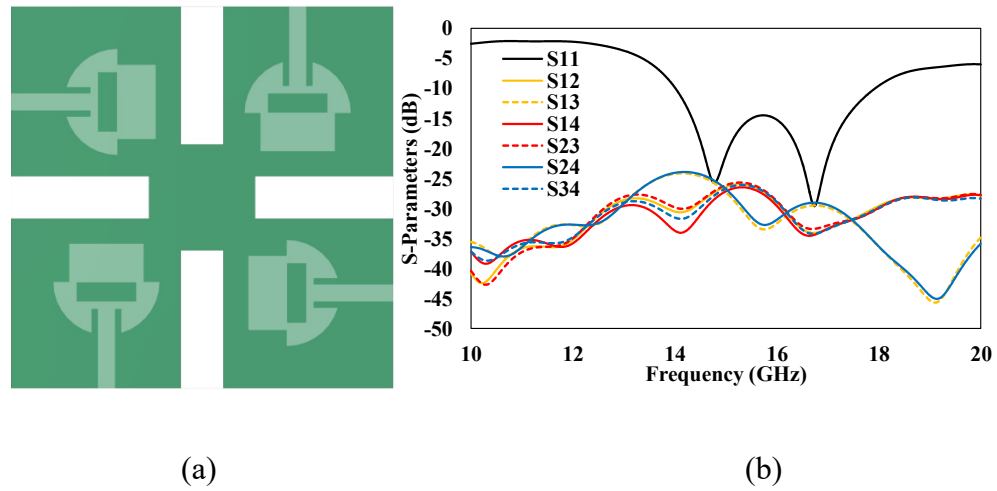 0
-5
-10
-15
-20
-25
-30
-35
-40
-45
-50
S-Parameters (dB)
S11
S12
S13
S14
S23
S24
S34
10 12 14 16 18 20
Frequency (GHz)
(a) (b)